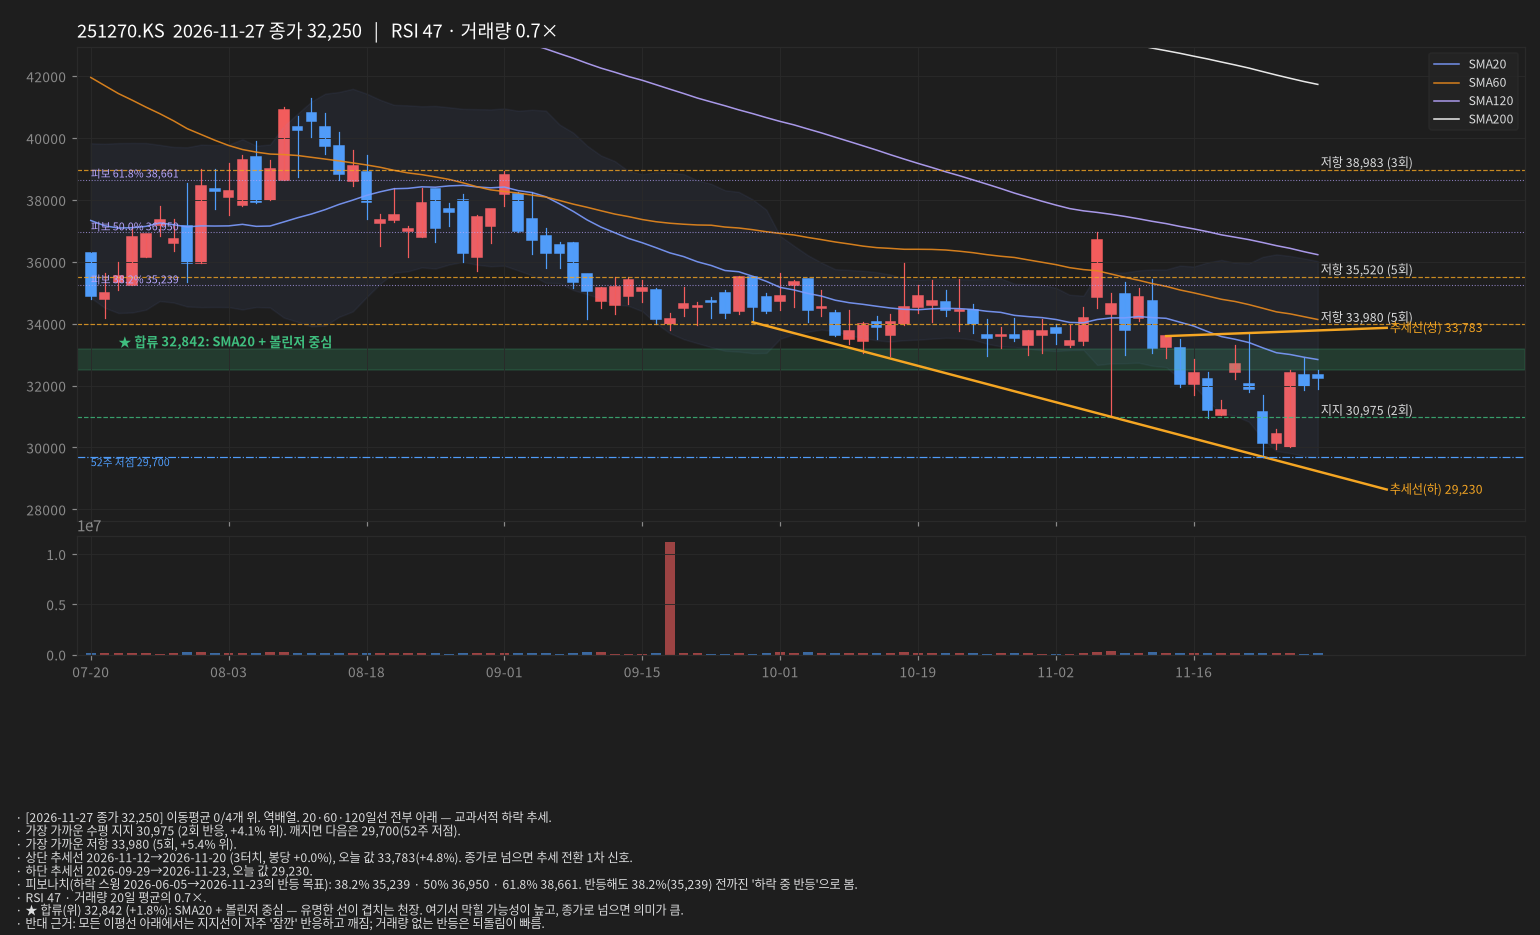 251270.KS 2026-11-27 종가 32,250 | RSI 47 · 거래량 0.7×
SMA20
SMA60
SMA120
SMA200
42000
40000
38000
36000
34000
32000
30000
28000
저항 38,983 (3회)
피보 61.8% 38,661
피보 50.0% 36,950
저항 35,520 (5회)
피보 38.2% 35,239
저항 33,980 (5회)
추세선(상) 33,783
★ 합류 32,842: SMA20 + 볼린저 중심
지지 30,975 (2회)
52주 저점 29,700
추세선(하) 29,230
1e7
1.0
0.5
0.0
07-20
08-03
08-18
09-01
09-15
10-01
10-19
11-02
11-16
· [2026-11-27 종가 32,250] 이동평균 0/4개 위. 역배열. 20·60·120일선 전부 아래 — 교과서적 하락 추세.
· 가장 가까운 수평 지지 30,975 (2회 반응, +4.1% 위). 깨지면 다음은 29,700(52주 저점).
· 가장 가까운 저항 33,980 (5회, +5.4% 위).
· 상단 추세선 2026-11-12→2026-11-20 (3터치, 봉당 +0.0%), 오늘 값 33,783(+4.8%). 종가로 넘으면 추세 전환 1차 신호.
· 하단 추세선 2026-09-29→2026-11-23, 오늘 값 29,230.
· 피보나치(하락 스윙 2026-06-05→2026-11-23의 반등 목표): 38.2% 35,239 · 50% 36,950 · 61.8% 38,661. 반등해도 38.2%(35,239) 전까진 '하락 중 반등'으로 봄.
· RSI 47 · 거래량 20일 평균의 0.7×.
· ★ 합류(위) 32,842 (+1.8%): SMA20 + 볼린저 중심 — 유명한 선이 겹치는 천장. 여기서 막힐 가능성이 높고, 종가로 넘으면 의미가 큼.
· 반대 근거: 모든 이평선 아래에서는 지지선이 자주 '잠깐' 반응하고 깨짐; 거래량 없는 반등은 되돌림이 빠름.